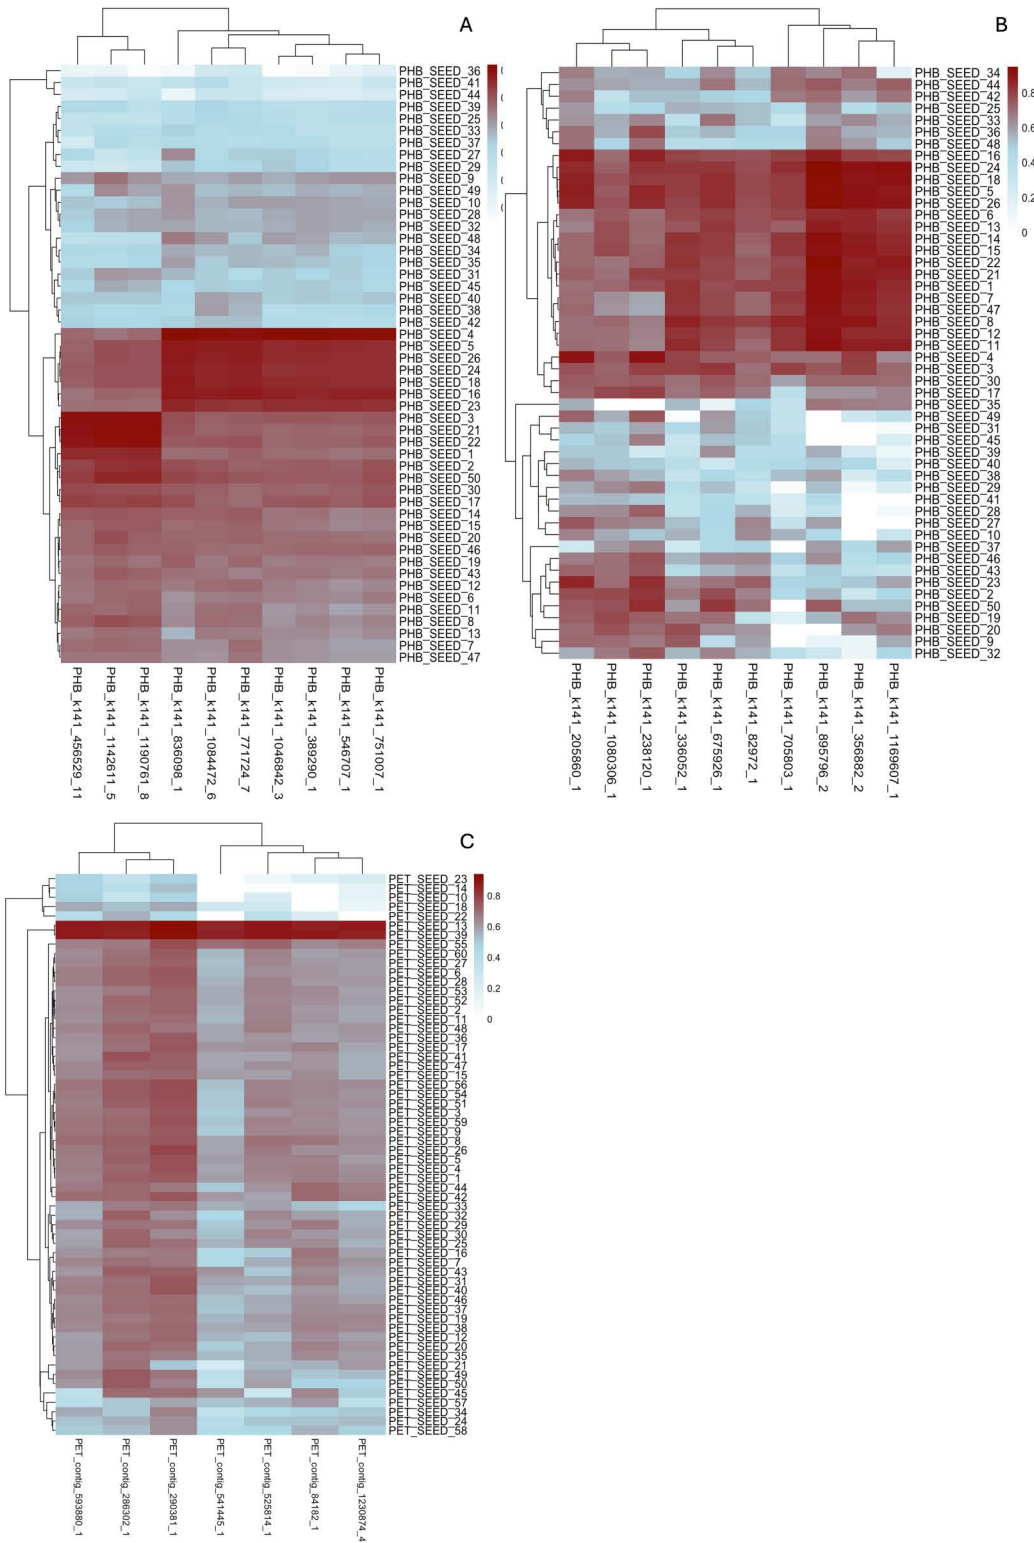 A
PHB_SEED_36
PHB_SEED_41
PHB_SEED_44
PHB_SEED_39
PHB_SEED_25
PHB_SEED_33
PHB_SEED_37
PHB_SEED_27
PHB_SEED_29
PHB_SEED_9
PHB_SEED_49
PHB_SEED_10
PHB_SEED_28
PHB_SEED_32
PHB_SEED_48
PHB_SEED_34
PHB_SEED_35
PHB_SEED_31
PHB_SEED_45
PHB_SEED_40
PHB_SEED_38
PHB_SEED_42
PHB_SEED_4
PHB_SEED_5
PHB_SEED_26
PHB_SEED_24
PHB_SEED_18
PHB_SEED_16
PHB_SEED_23
PHB_SEED_3
PHB_SEED_21
PHB_SEED_22
PHB_SEED_1
PHB_SEED_2
PHB_SEED_50
PHB_SEED_30
PHB_SEED_17
PHB_SEED_14
PHB_SEED_15
PHB_SEED_20
PHB_SEED_46
PHB_SEED_19
PHB_SEED_43
PHB_SEED_12
PHB_SEED_6
PHB_SEED_11
PHB_SEED_8
PHB_SEED_13
PHB_SEED_7
PHB_SEED_47
PHB_k141_456529_11
PHB_k141_1142611_5
PHB_k141_1190761_8
PHB_k141_836098_1
PHB_k141_1084472_6
PHB_k141_771724_7
PHB_k141_1046842_3
PHB_k141_389290_1
PHB_k141_546707_1
PHB_k141_751007_1
B
PHB_SEED_34
PHB_SEED_44
PHB_SEED_42
PHB_SEED_25
PHB_SEED_33
PHB_SEED_36
PHB_SEED_48
PHB_SEED_16
PHB_SEED_24
PHB_SEED_18
PHB_SEED_5
PHB_SEED_26
PHB_SEED_6
PHB_SEED_13
PHB_SEED_14
PHB_SEED_15
PHB_SEED_22
PHB_SEED_21
PHB_SEED_1
PHB_SEED_7
PHB_SEED_47
PHB_SEED_8
PHB_SEED_12
PHB_SEED_11
PHB_SEED_4
PHB_SEED_3
PHB_SEED_30
PHB_SEED_17
PHB_SEED_35
PHB_SEED_49
PHB_SEED_31
PHB_SEED_45
PHB_SEED_39
PHB_SEED_40
PHB_SEED_38
PHB_SEED_29
PHB_SEED_41
PHB_SEED_28
PHB_SEED_27
PHB_SEED_10
PHB_SEED_37
PHB_SEED_46
PHB_SEED_43
PHB_SEED_23
PHB_SEED_2
PHB_SEED_50
PHB_SEED_19
PHB_SEED_20
PHB_SEED_9
PHB_SEED_32
0.8
0.6
0.4
0.2
0
PHB_k141_205860_1
PHB_k141_1080306_1
PHB_k141_238120_1
PHB_k141_336052_1
PHB_k141_675926_1
PHB_k141_82972_1
PHB_k141_705803_1
PHB_k141_895796_2
PHB_k141_356882_2
PHB_k141_1169607_1
C
PET_SEED_23
PET_SEED_14
PET_SEED_10
PET_SEED_18
PET_SEED_22
PET_SEED_13
PET_SEED_39
PET_SEED_55
PET_SEED_60
PET_SEED_27
PET_SEED_6
PET_SEED_28
PET_SEED_53
PET_SEED_52
PET_SEED_2
PET_SEED_11
PET_SEED_48
PET_SEED_36
PET_SEED_17
PET_SEED_41
PET_SEED_47
PET_SEED_15
PET_SEED_56
PET_SEED_54
PET_SEED_51
PET_SEED_3
PET_SEED_59
PET_SEED_9
PET_SEED_8
PET_SEED_26
PET_SEED_5
PET_SEED_4
PET_SEED_1
PET_SEED_44
PET_SEED_42
PET_SEED_33
PET_SEED_32
PET_SEED_29
PET_SEED_30
PET_SEED_25
PET_SEED_16
PET_SEED_7
PET_SEED_43
PET_SEED_31
PET_SEED_40
PET_SEED_46
PET_SEED_37
PET_SEED_19
PET_SEED_38
PET_SEED_12
PET_SEED_20
PET_SEED_35
PET_SEED_21
PET_SEED_49
PET_SEED_50
PET_SEED_45
PET_SEED_57
PET_SEED_34
PET_SEED_24
PET_SEED_58
0.8
0.6
0.4
0.2
0
PET_contig_593880_1
PET_contig_286302_1
PET_contig_290381_1
PET_contig_541445_1
PET_contig_525814_1
PET_contig_84182_1
PET_contig_1230874_4